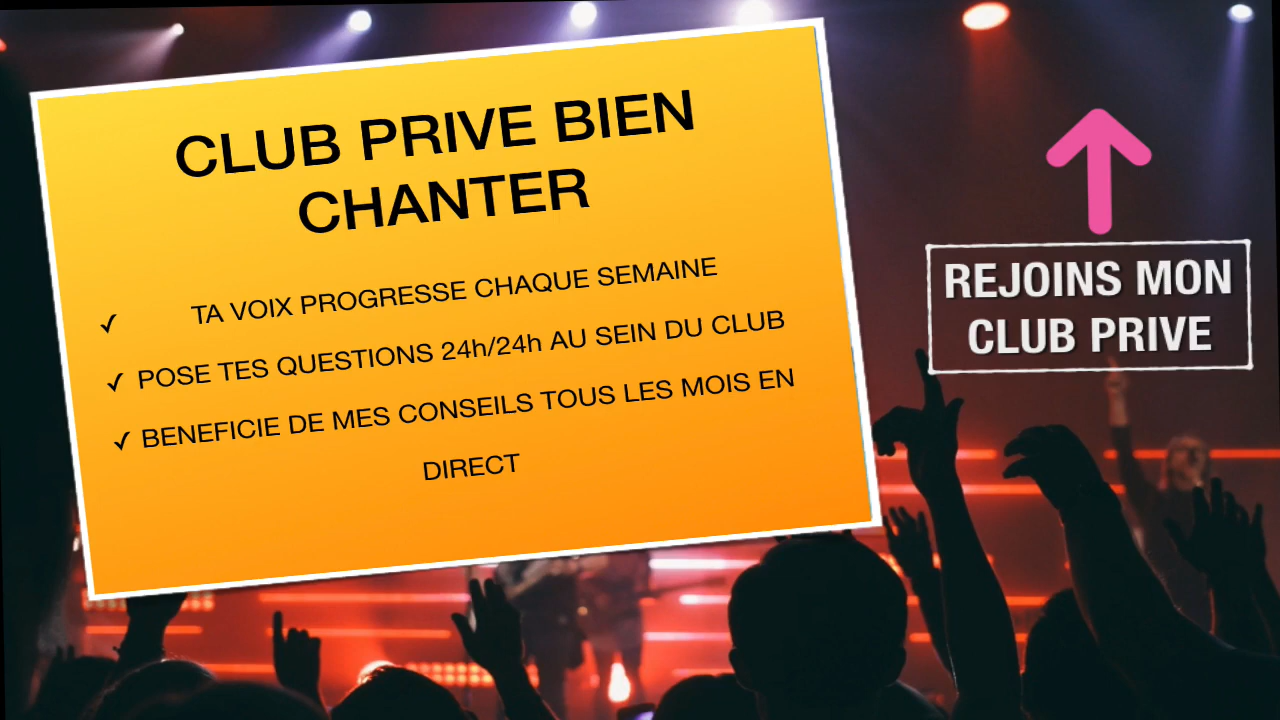 CLUB PRIVE BIEN
CHANTER
✓ TA VOIX PROGRESSE CHAQUE SEMAINE
✓ POSE TES QUESTIONS 24h/24h AU SEIN DU CLUB
✓ BENEFICIE DE MES CONSEILS TOUS LES MOIS EN
DIRECT
REJOINS MON
CLUB PRIVE